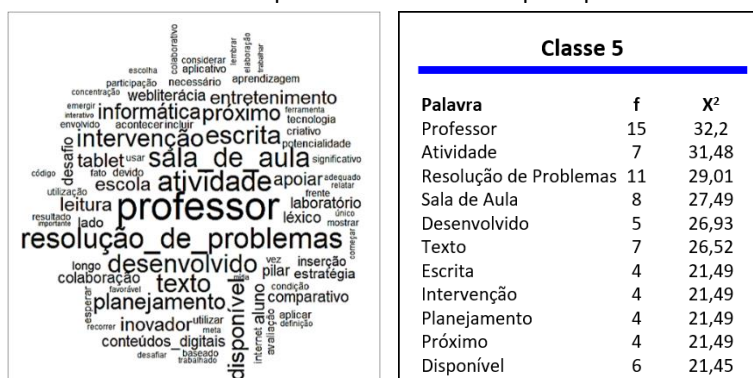 colaborativo
considerar
lembrar
elaboração
trabalhar
escolha
aplicativo
participação
necessário
aprendizagem
concentração
webliterácia
entretenimento
emergir
interativo
informática
próximo
ferramenta
tecnologia
envolvido
acontecer
incluir
criativo
intervenção
escrita
potencialidade
desafio
tablet
usar
sala_de_aula
significativo
código
fato
devido
escola
atividade
apoiar
adequado
relatar
utilização
leitura
professor
frente
laboratório
resultado
importante
lado
léxico
único
mostrar
resolução_de_problemas
começar
longo
desenvolvido
vez
inserção
colaboração
texto
pilar
estratégia
favorável
condição
esperar
planejamento
disponível
aluno
comparativo
recorrer
inovador
utilizar
meta
internet
avaliação
aplicar
definição
conteúdos_digitais
desafiar
baseado
trabalhado
Classe 5
Palavra f X²
Professor 15 32,2
Atividade 7 31,48
Resolução de Problemas 11 29,01
Sala de Aula 8 27,49
Desenvolvido 5 26,93
Texto 7 26,52
Escrita 4 21,49
Intervenção 4 21,49
Planejamento 4 21,49
Próximo 4 21,49
Disponível 6 21,45